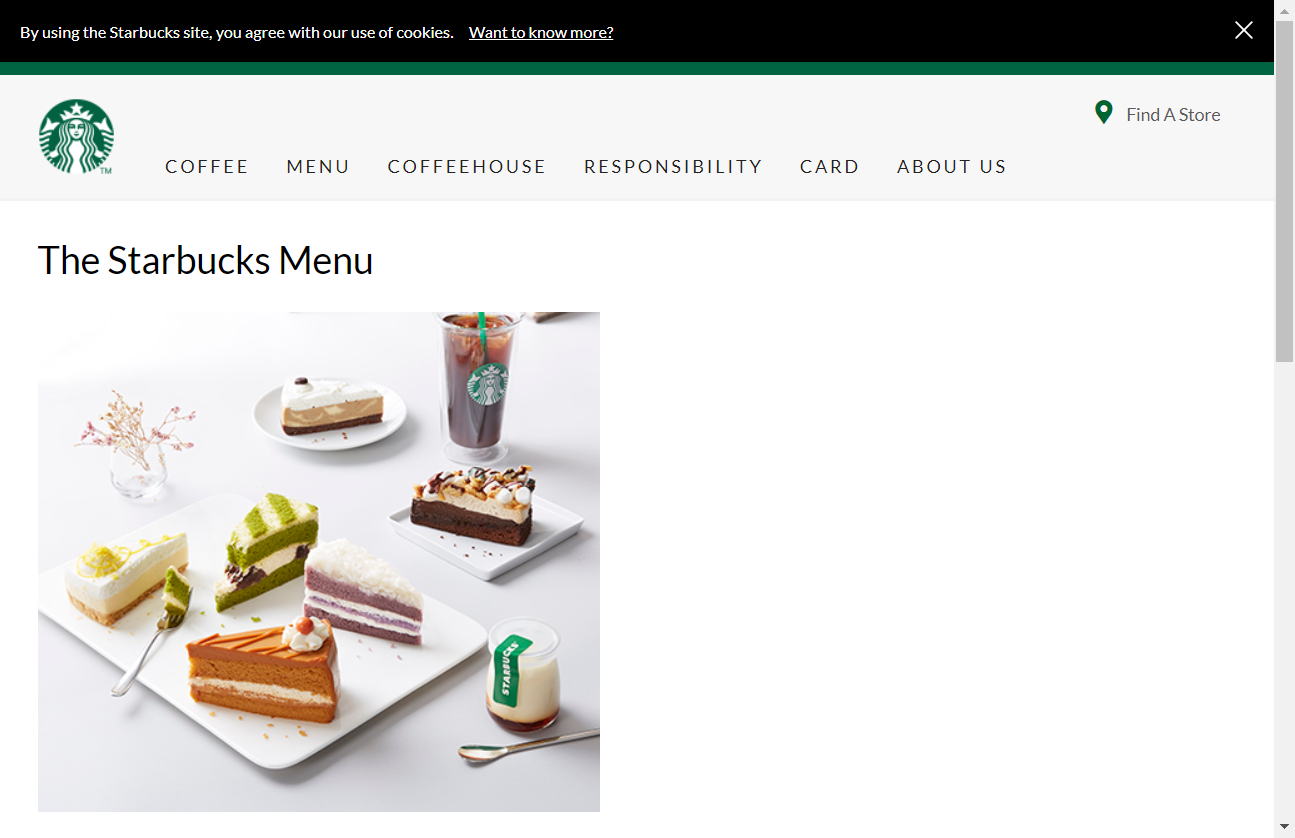 By using the Starbucks site, you agree with our use of cookies. Want to know more?
Find A Store
TM
COFFEE MENU COFFEEHOUSE RESPONSIBILITY CARD ABOUT US
The Starbucks Menu
STARBUCKS